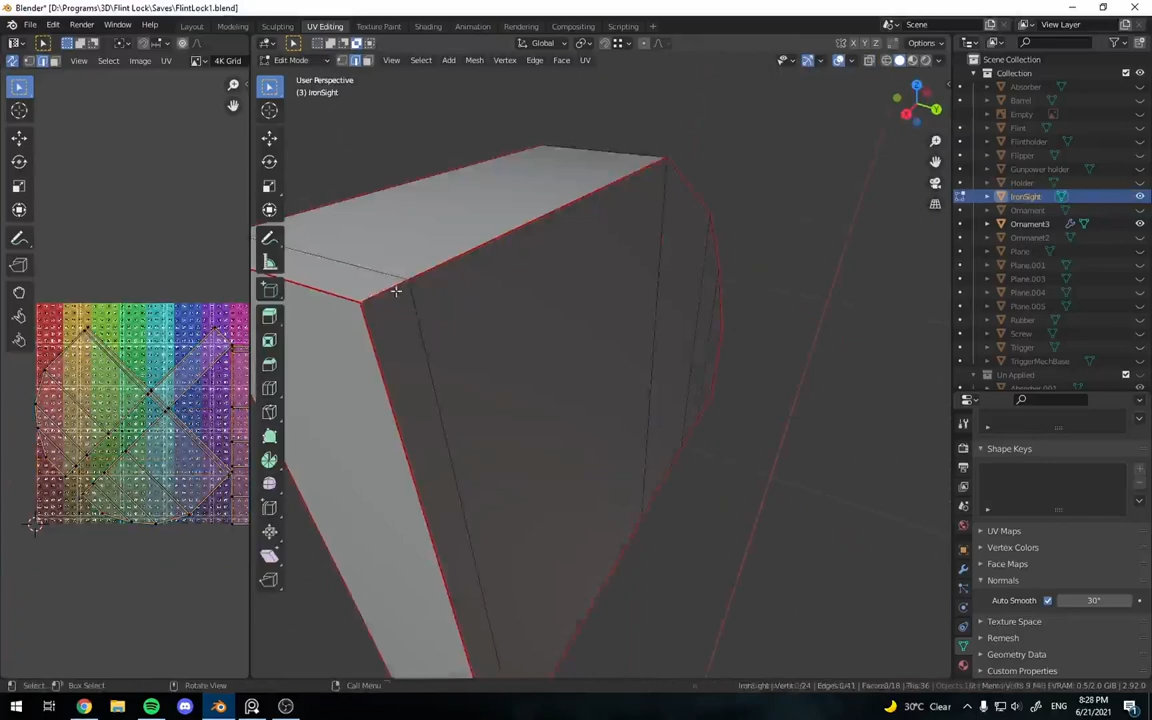 Blender* [D:\Programs\3D\Flint Lock\Saves\FlintLock1.blend]
File Edit Render Window Help Layout Modeling Sculpting UV Editing Texture Paint Shading Animation Rendering Compositing Scripting Scene View Layer
Global Options
View Select Image UV 4K Grid Edit Mode View Select Add Mesh Vertex Edge Face UV
X Y Z
User Perspective
(3) IronSight
Scene Collection
Collection
Absorber
Barrel
Empty
Flint
Flintholder
Flipper
Gunpower holder
Holder
IronSight
Ornament
Ornament3
Ornmanet2
Plane
Plane.001
Plane.003
Plane.004
Plane.005
Rubber
Screw
Trigger
TriggerMechBase
Un Applied
Absorber.001
Shape Keys
UV Maps
Vertex Colors
Face Maps
Normals
Auto Smooth 30°
Texture Space
Remesh
Geometry Data
Custom Properties
Select Box Select Rotate View Call Menu
30°C Clear ENG 8:28 PM
6/21/2021